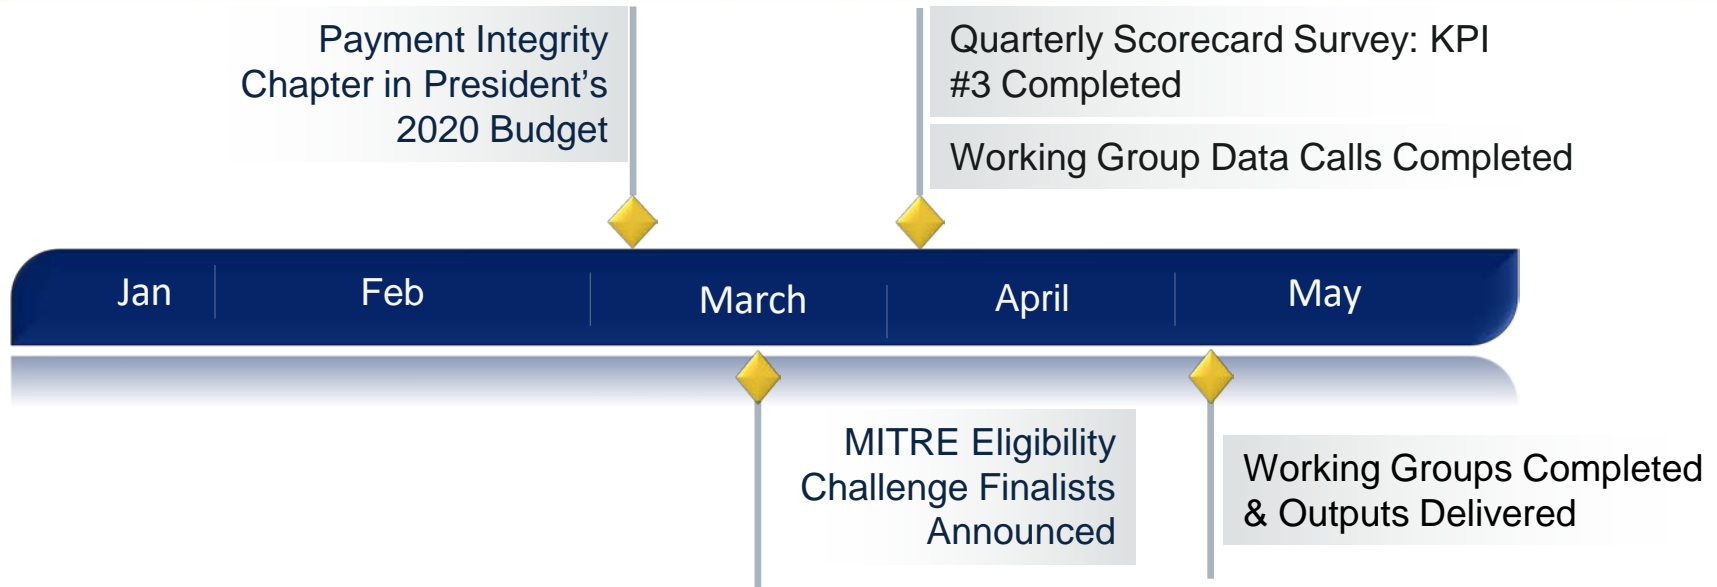 Payment Integrity
Chapter in President’s
2020 Budget
Quarterly Scorecard Survey: KPI
#3 Completed
Working Group Data Calls Completed
Jan
Feb
March
April
May
MITRE Eligibility
Challenge Finalists
Announced
Working Groups Completed
& Outputs Delivered